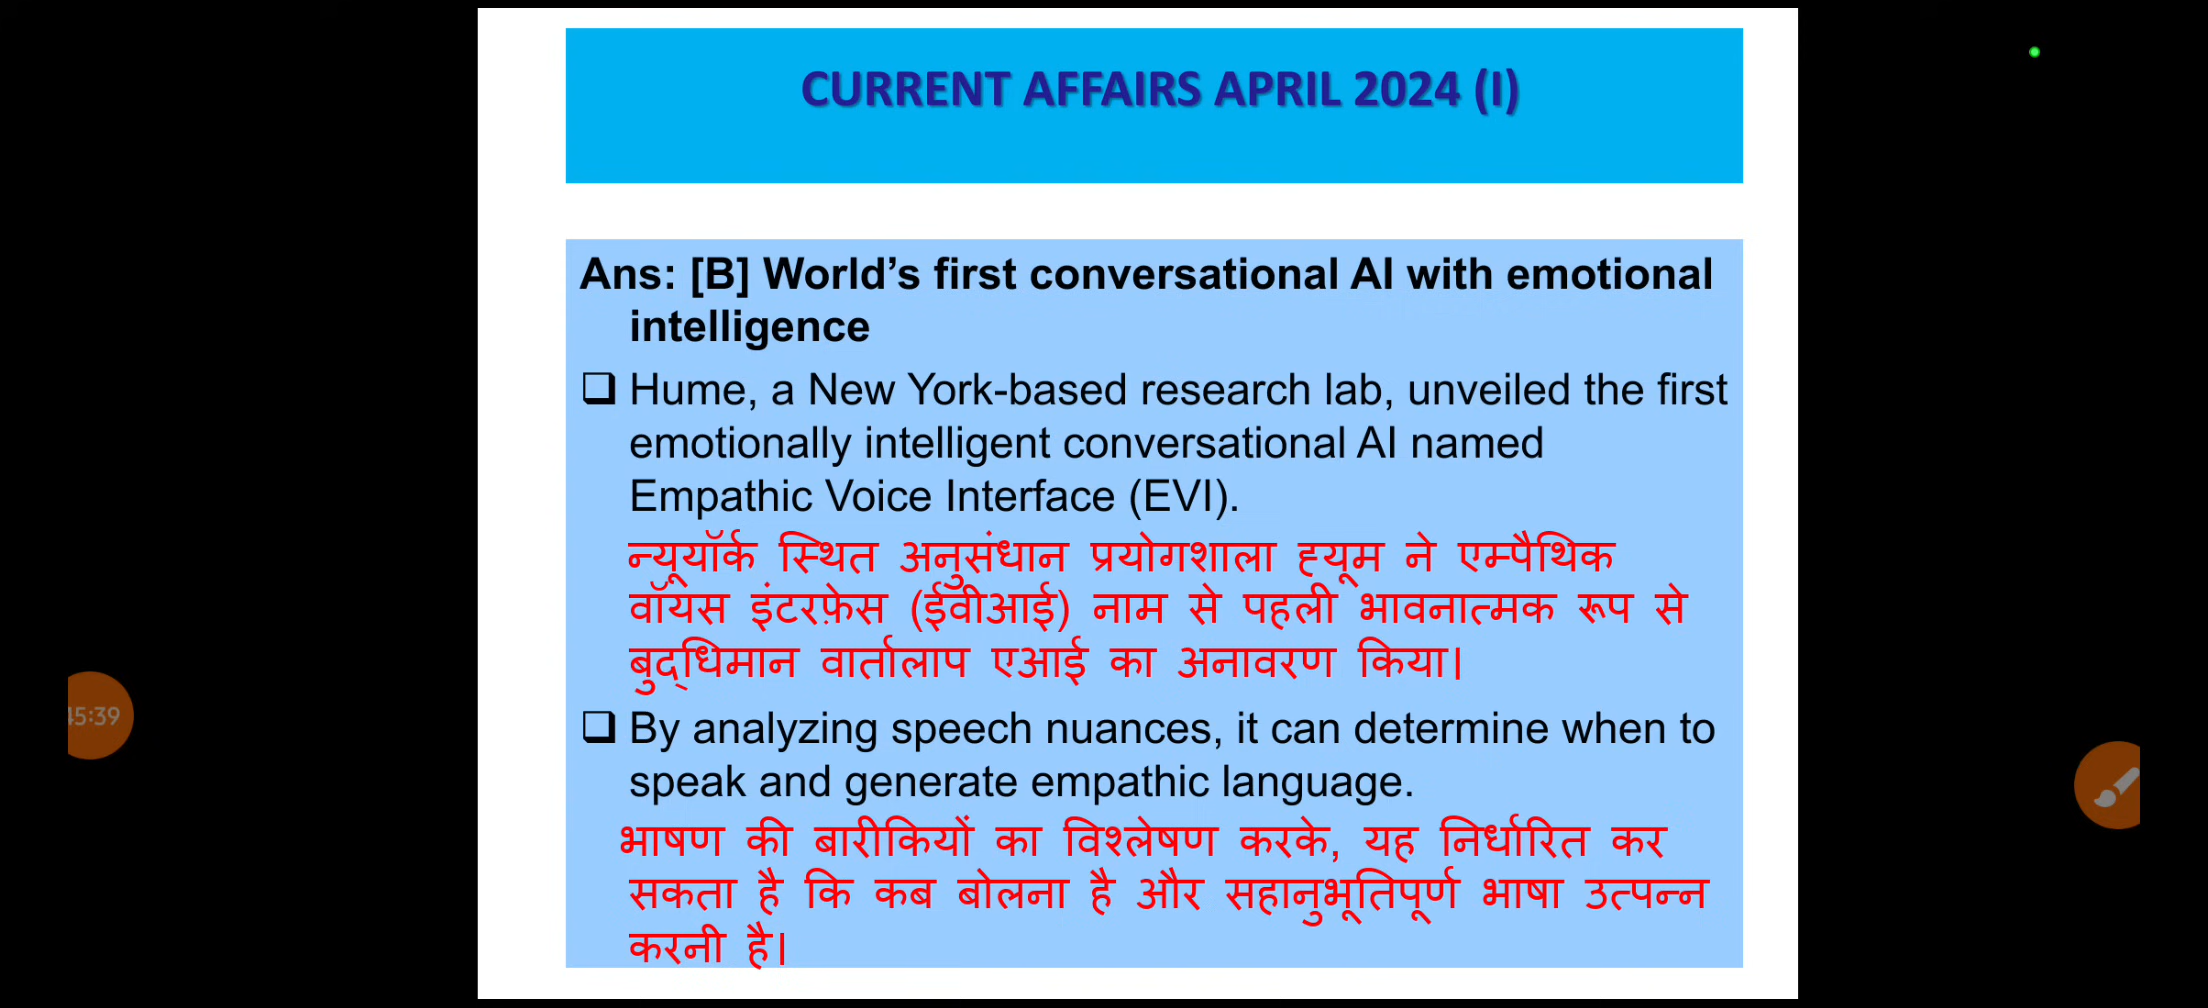 CURRENT AFFAIRS APRIL 2024 (I)
Ans: [B] World’s first conversational AI with emotional
intelligence
❑ Hume, a New York-based research lab, unveiled the first
emotionally intelligent conversational AI named
Empathic Voice Interface (EVI).
न्यूयॉर्क स्थित अनुसंधान प्रयोगशाला ह्यूम ने एम्पैथिक
वॉयस इंटरफ़ेस (ईवीआई) नाम से पहली भावनात्मक रूप से
बुद्धिमान वार्तालाप एआई का अनावरण किया।
❑ By analyzing speech nuances, it can determine when to
speak and generate empathic language.
भाषण की बारीकियों का विश्लेषण करके, यह निर्धारित कर
सकता है कि कब बोलना है और सहानुभूतिपूर्ण भाषा उत्पन्न
करनी है।
45:39